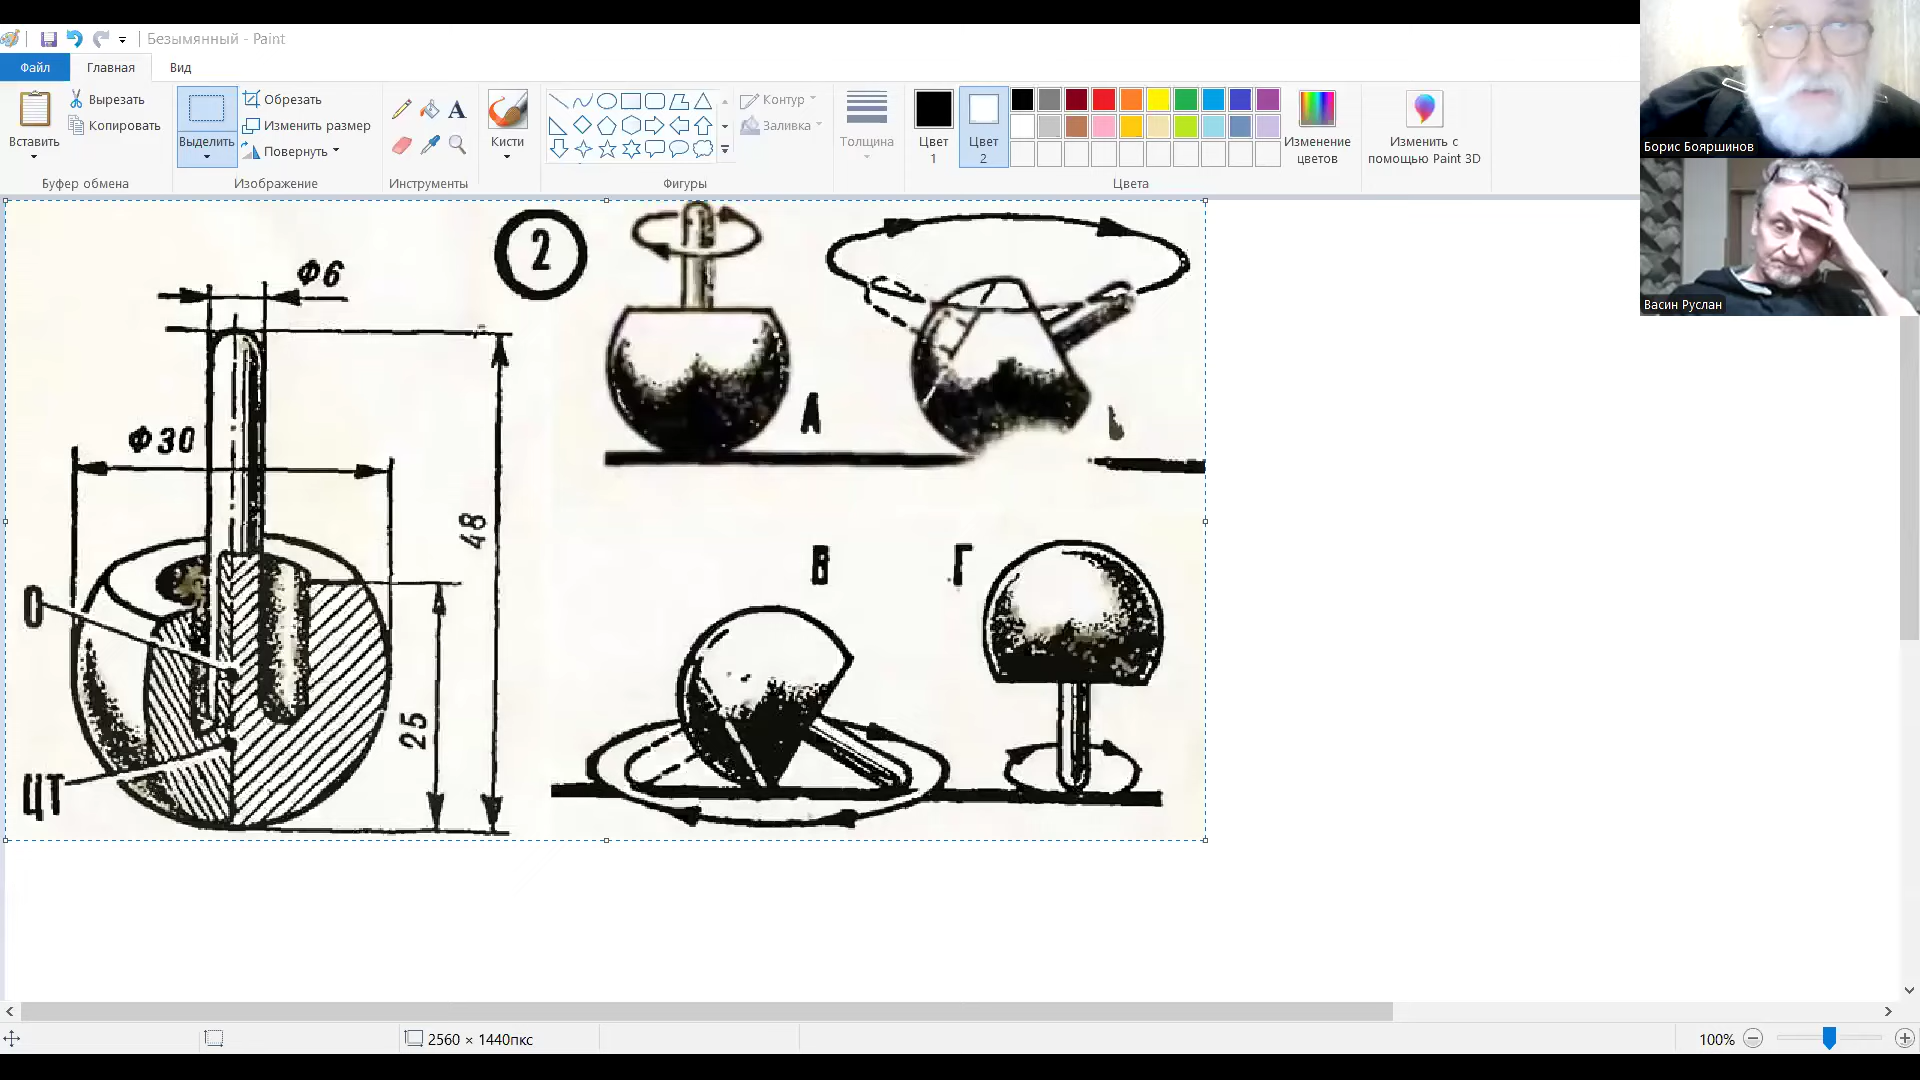 Безымянный - Paint
Файл
Главная
Вид
Вставить
Вырезать
Копировать
Буфер обмена
Выделить
Обрезать
Изменить размер
Повернуть
Изображение
A
Инструменты
Кисти
Фигуры
Контур
Заливка
Толщина
Цвет
1
Цвет
2
Цвета
Изменение
цветов
Изменить с
помощью Paint 3D
Борис Бояршинов
Васин Руслан
Ф6
2
Ф30
48
25
О
ЦТ
А
В
Г
2560 × 1440пкс
100%